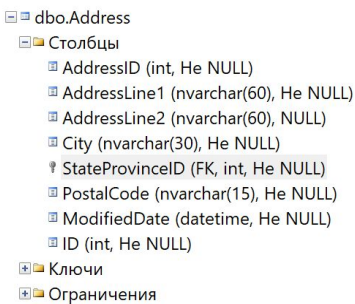 dbo.Address
Столбцы
AddressID (int, Не NULL)
AddressLine1 (nvarchar(60), Не NULL)
AddressLine2 (nvarchar(60), NULL)
City (nvarchar(30), Не NULL)
StateProvinceID (FK, int, Не NULL)
PostalCode (nvarchar(15), Не NULL)
ModifiedDate (datetime, Не NULL)
ID (int, Не NULL)
Ключи
Ограничения